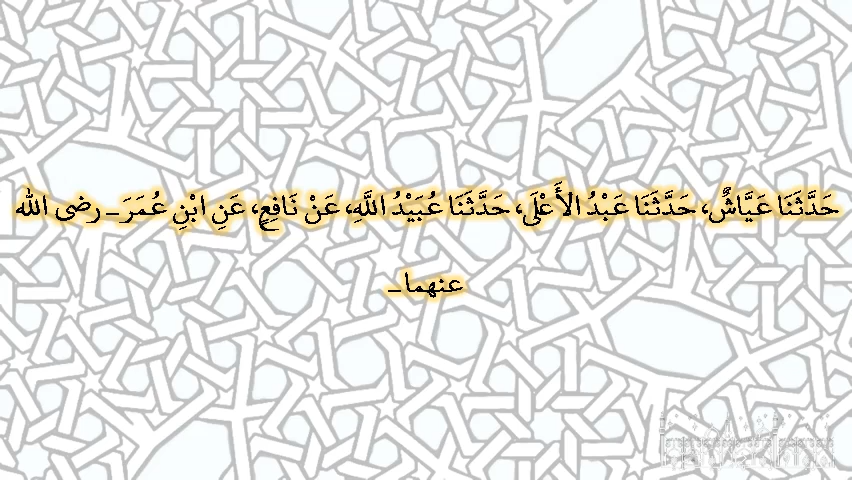 حَدَّثَنَا عَيَّاشٌ، حَدَّثَنَا عَبْدُ الأَعْلَى، حَدَّثَنَا عُبَيْدُ اللَّهِ، عَنْ نَافِعٍ، عَنِ ابْنِ عُمَرَ ـ رضى الله
عنهما ـ